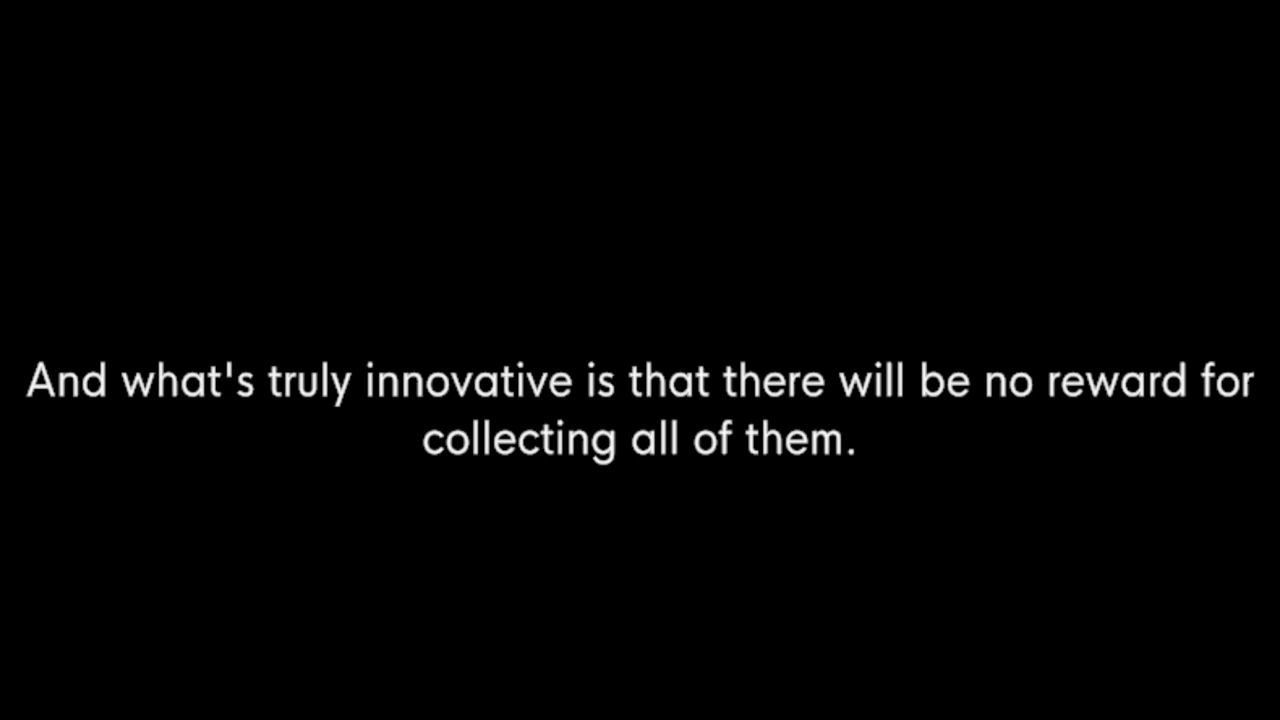 And what's truly innovative is that there will be no reward for
collecting all of them.